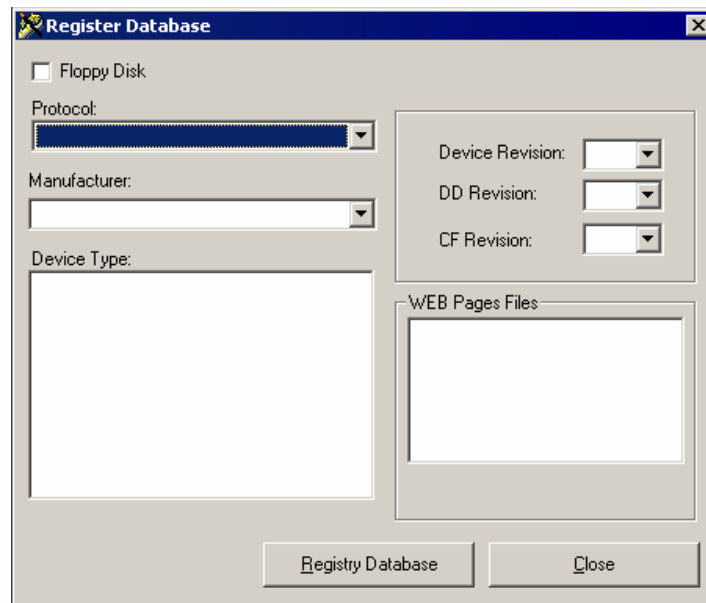 Register Database
Floppy Disk
Protocol:
Manufacturer:
Device Type:
Device Revision:
DD Revision:
CF Revision:
WEB Pages Files
Registry Database
Close